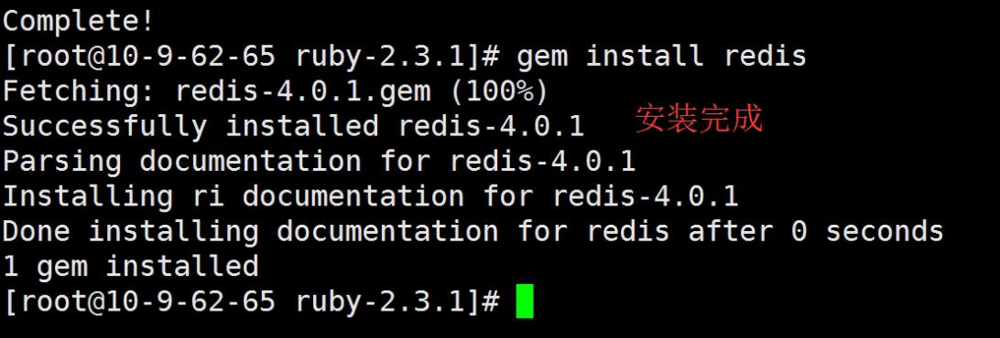 Complete!
[root@10-9-62-65 ruby-2.3.1]# gem install redis
Fetching: redis-4.0.1.gem (100%)
Successfully installed redis-4.0.1
安装完成
Parsing documentation for redis-4.0.1
Installing ri documentation for redis-4.0.1
Done installing documentation for redis after 0 seconds
1 gem installed
[root@10-9-62-65 ruby-2.3.1]#